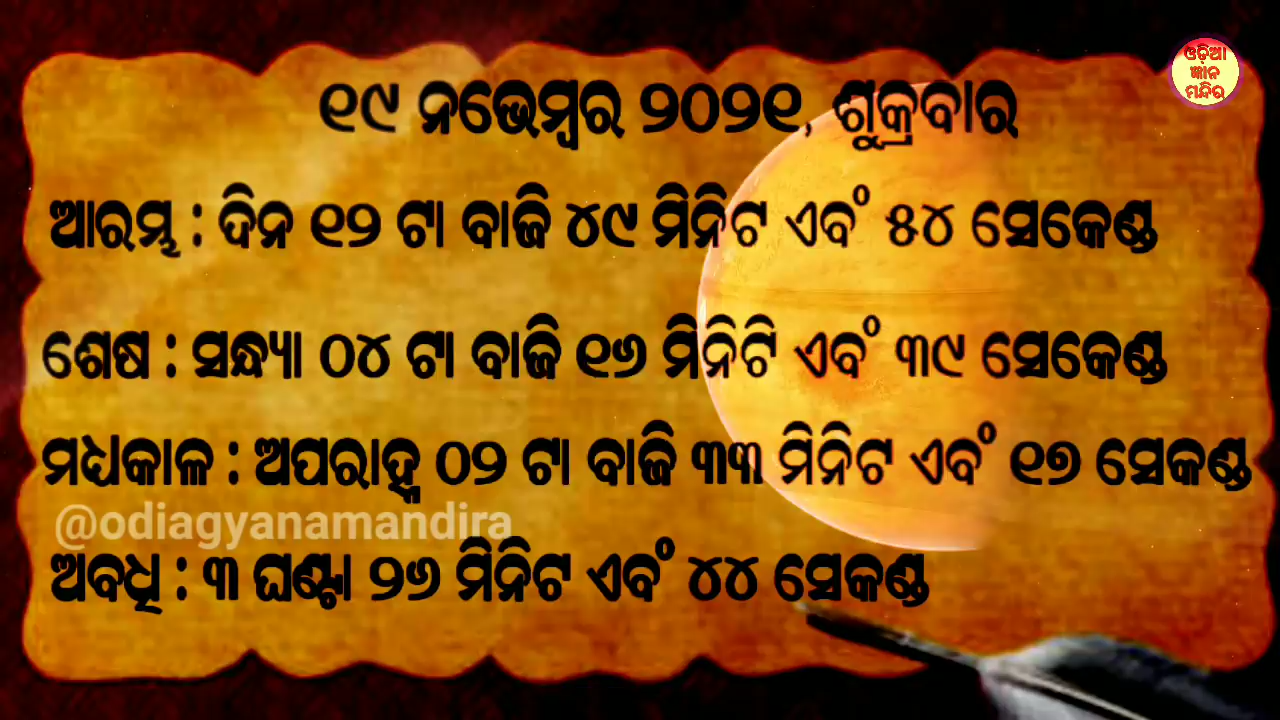 ଓଡ଼ିଆ
ଜ୍ଞାନ
ମନ୍ଦିର
୧୯ ନଭେମ୍ବର ୨୦୨୧, ଶୁକ୍ରବାର
ଆରମ୍ଭ : ଦିନ ୧୨ ଟା ବାଜି ୪୯ ମିନିଟ ଏବଂ ୫୪ ସେକେଣ୍ଡ
ଶେଷ : ସନ୍ଧ୍ୟା ୦୪ ଟା ବାଜି ୧୬ ମିନିଟି ଏବଂ ୩୯ ସେକେଣ୍ଡ
ମଧ୍ୟକାଳ : ଅପରାହ୍ନ ୦୨ ଟା ବାଜି ୩୩ ମିନିଟ ଏବଂ ୧୭ ସେକଣ୍ଡ
@odiagyanamandira
ଅବଧି : ୩ ଘଣ୍ଟା ୨୬ ମିନିଟ ଏବଂ ୪୪ ସେକଣ୍ଡ